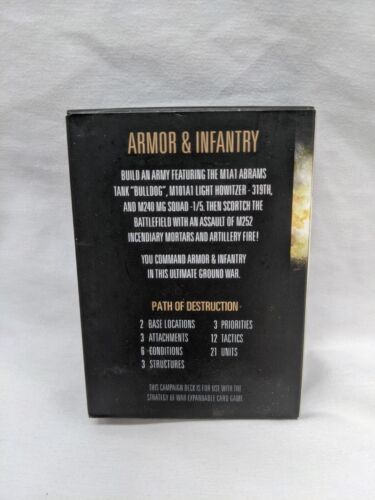 ARMOR & INFANTRY
BUILD AN ARMY FEATURING THE M1A1 ABRAMS
TANK "BULLDOG", M101A1 LIGHT HOWITZER - 319TH,
AND M240 MG SQUAD -1/5. THEN SCORTCH THE
BATTLEFIELD WITH AN ASSAULT OF M252
INCENDIARY MORTARS AND ARTILLERY FIRE!
YOU COMMAND ARMOR & INFANTRY
IN THIS ULTIMATE GROUND WAR.
PATH OF DESTRUCTION
2 BASE LOCATIONS
3 ATTACHMENTS
6 CONDITIONS
3 STRUCTURES
3 PRIORITIES
12 TACTICS
21 UNITS
THIS CAMPAIGN DECK IS FOR USE WITH THE
STRATEGY OF WAR EXPANDABLE CARD GAME